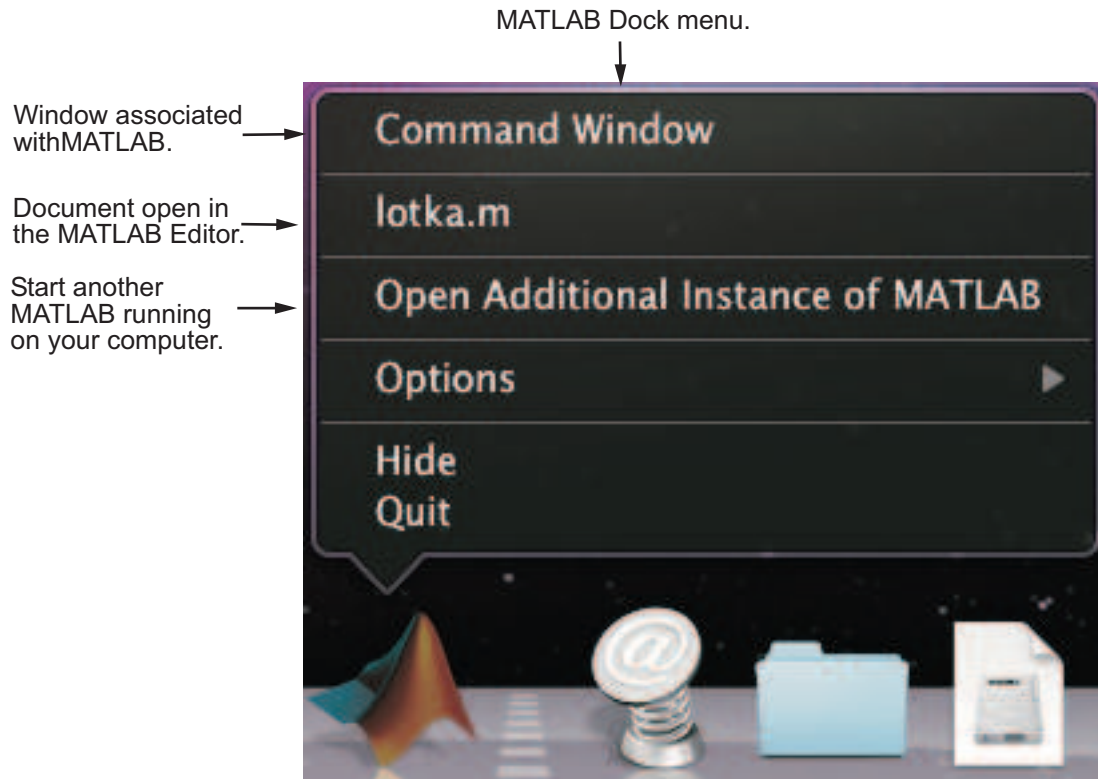 MATLAB Dock menu.
Window associated
withMATLAB.
Command Window
Document open in
the MATLAB Editor.
lotka.m
Start another
MATLAB running
on your computer.
Open Additional Instance of MATLAB
Options
Hide
Quit
@